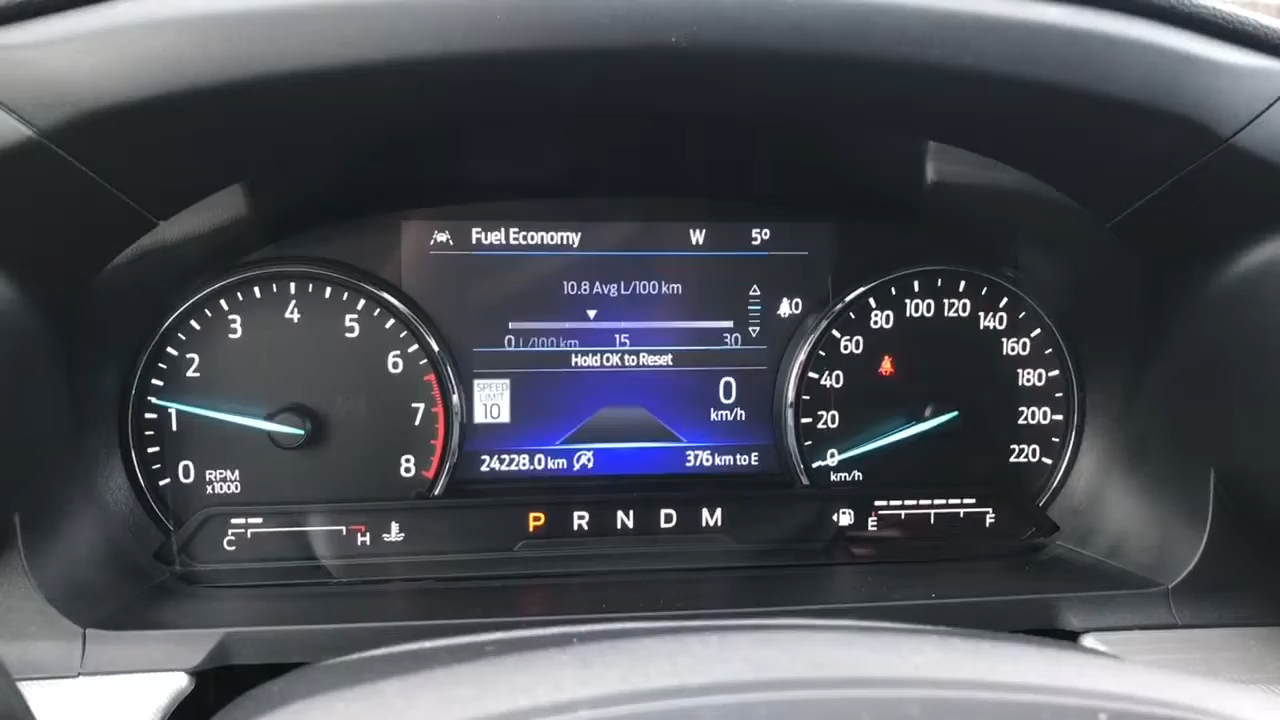 Fuel Economy W 5°
10.8 Avg L/100 km
0 L/100 km 15 30
Hold OK to Reset
SPEED
LIMIT
10
0
km/h
24228.0 km 376 km to E
0 1 2 3 4 5 6 7 8
RPM
x1000
0 20 40 60 80 100 120 140 160 180 200 220
km/h
C H
P R N D M
E F